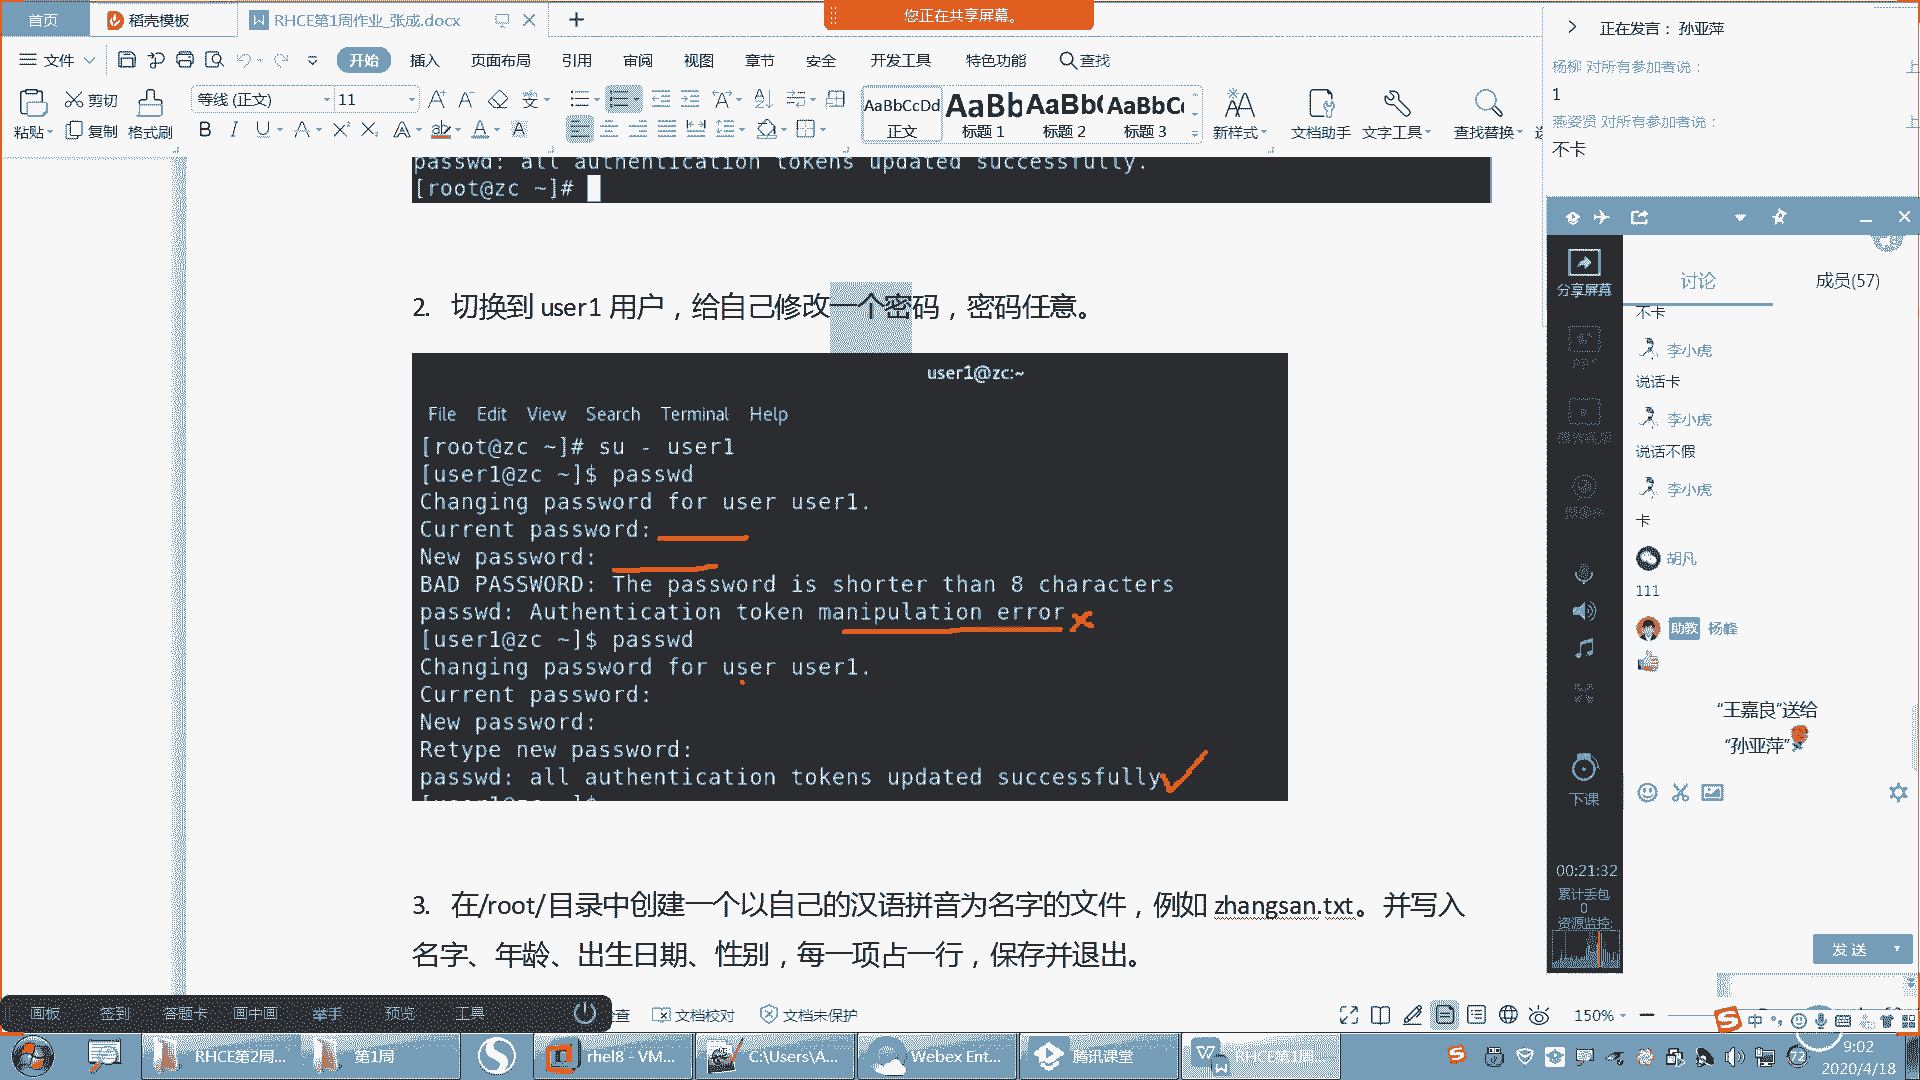 首页
稻壳模板
RHCE第1周作业_张成.docx
您正在共享屏幕。
正在发言： 孙亚萍
文件
开始
插入
页面布局
引用
审阅
视图
章节
安全
开发工具
特色功能
查找
杨柳 对所有参加者说：
1
燕姿贤 对所有参加者说：
不卡
粘贴
剪切
复制
格式刷
等线 (正文)
11
AaBbCcDd
正文
标题 1
标题 2
标题 3
新样式
文档助手
文字工具
查找替换
passwd: all authentication tokens updated successfully.
[root@zc ~]#
2. 切换到 user1 用户，给自己修改一个密码，密码任意。
user1@zc:~
File Edit View Search Terminal Help
[root@zc ~]# su - user1
[user1@zc ~]$ passwd
Changing password for user user1.
Current password:
New password:
BAD PASSWORD: The password is shorter than 8 characters
passwd: Authentication token manipulation error
[user1@zc ~]$ passwd
Changing password for user user1.
Current password:
New password:
Retype new password:
passwd: all authentication tokens updated successfully
3. 在/root/目录中创建一个以自己的汉语拼音为名字的文件，例如 zhangsan.txt。 并写入
名字、年龄、出生日期、性别，每一项占一行，保存并退出。
分享屏幕
下课
00:21:32
累计丢包
0
资源监控:
讨论
成员(57)
不卡
李小虎
说话卡
李小虎
说话不假
李小虎
卡
胡凡
111
助教 杨峰
“王嘉良”送给
“孙亚萍”
发 送
画板
签到
答题卡
画中画
举手
预览
工具
文档校对
文档未保护
150%
中
RHCE第2周...
第1周
rhel8 - VM...
C:\Users\A...
Webex Ent...
腾讯课堂
RHCE第1周...
72
9:02
2020/4/18